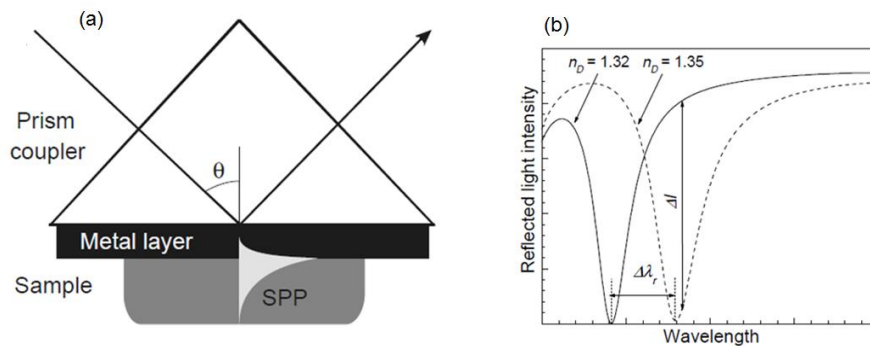 (a)
Prism
coupler
θ
Metal layer
Sample
SPP
(b)
n_D = 1.32
n_D = 1.35
Reflected light intensity
ΔI
Δλ_r
Wavelength